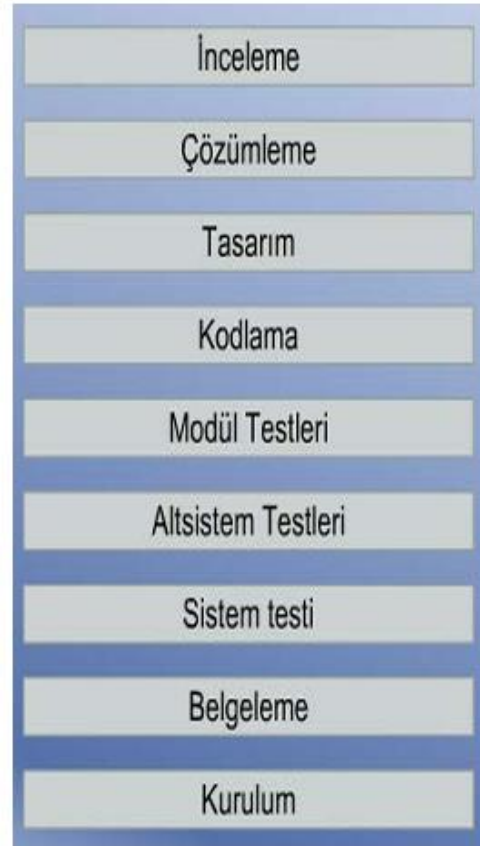 İnceleme
Çözümleme
Tasarım
Kodlama
Modül Testleri
Altsistem Testleri
Sistem testi
Belgeleme
Kurulum